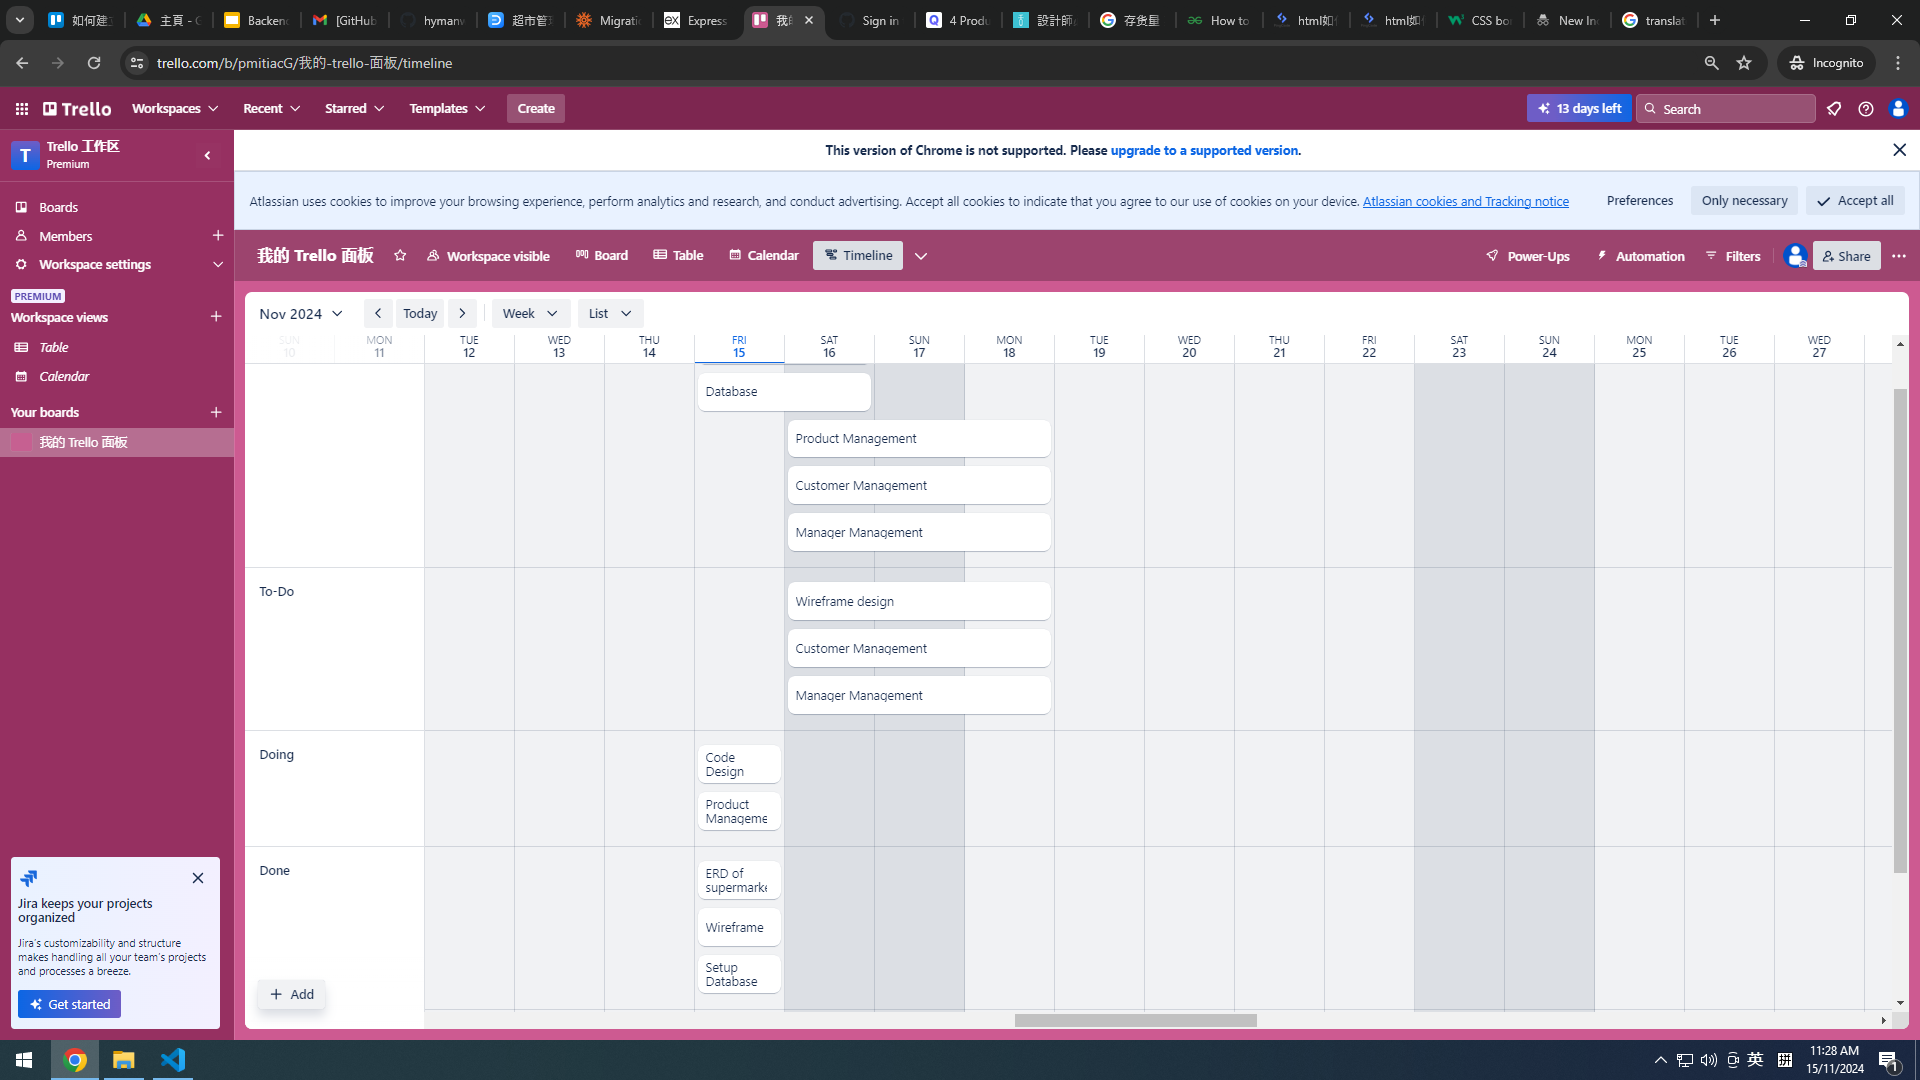 如何建立
主頁 - G
Backend
[GitHub
hymanw
超市管理
Migratio
Express
我的
Sign in
4 Produ
設計師
存货量
How to
html如何
html如何
CSS bo
New Inc
translat
trello.com/b/pmitiacG/我的-trello-面板/timeline
Incognito
Trello
Workspaces
Recent
Starred
Templates
Create
13 days left
Search
T
Trello 工作区
Premium
This version of Chrome is not supported. Please upgrade to a supported version.
Atlassian uses cookies to improve your browsing experience, perform analytics and research, and conduct advertising. Accept all cookies to indicate that you agree to our use of cookies on your device. Atlassian cookies and Tracking notice
Preferences
Only necessary
Accept all
Boards
Members
Workspace settings
PREMIUM
Workspace views
Table
Calendar
Your boards
我的 Trello 面板
我的 Trello 面板
Workspace visible
Board
Table
Calendar
Timeline
Power-Ups
Automation
Filters
Share
Nov 2024
Today
Week
List
SUN 10
MON 11
TUE 12
WED 13
THU 14
FRI 15
SAT 16
SUN 17
MON 18
TUE 19
WED 20
THU 21
FRI 22
SAT 23
SUN 24
MON 25
TUE 26
WED 27
Database
Product Management
Customer Management
Manager Management
To-Do
Wireframe design
Customer Management
Manager Management
Doing
Code
Design
Product
Manageme
Done
ERD of
supermarke
Wireframe
Setup
Database
Add
Jira keeps your projects
organized
Jira's customizability and structure
makes handling all your team's projects
and processes a breeze.
Get started
英
拼
11:28 AM
15/11/2024
1